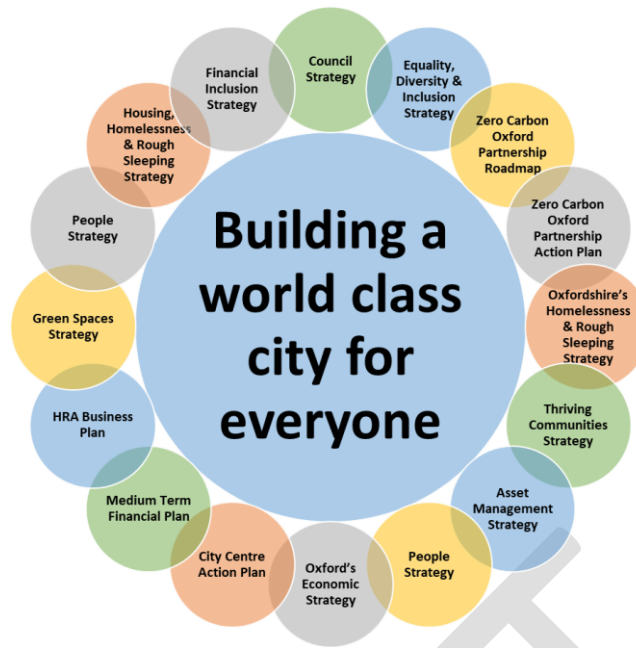 Council
Strategy
Equality,
Diversity &
Inclusion
Strategy
Zero Carbon
Oxford
Partnership
Roadmap
Zero Carbon
Oxford
Partnership
Action Plan
Oxfordshire's
Homelessness
& Rough
Sleeping
Strategy
Thriving
Communities
Strategy
Asset
Management
Strategy
People
Strategy
Oxford's
Economic
Strategy
City Centre
Action Plan
Medium Term
Financial Plan
HRA Business
Plan
Green Spaces
Strategy
People
Strategy
Housing,
Homelessness
& Rough
Sleeping
Strategy
Financial
Inclusion
Strategy
Building a
world class
city for
everyone